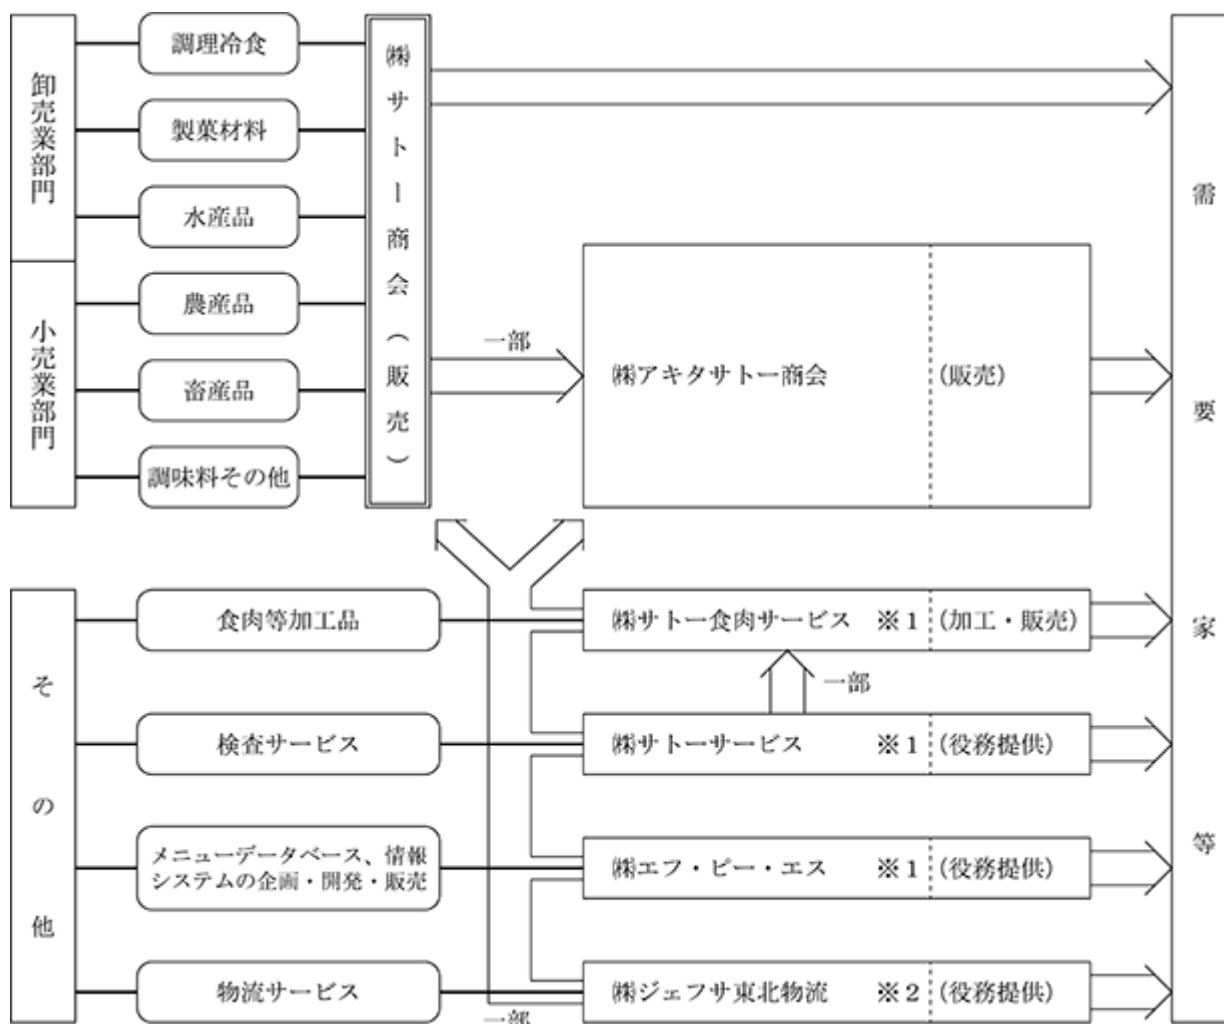 卸売業部門
小売業部門
調理冷食
製菓材料
水産品
農産品
畜産品
調味料その他
㈱サトー商会(販売)
一部
㈱アキタサトー商会 (販売)
需要家等
その他
食肉等加工品
㈱サトー食肉サービス ※1 (加工・販売)
一部
検査サービス
㈱サトーサービス ※1 (役務提供)
メニューデータベース、情報
システムの企画・開発・販売
㈱エフ・ピー・エス ※1 (役務提供)
物流サービス
㈱ジェフサ東北物流 ※2 (役務提供)
一部